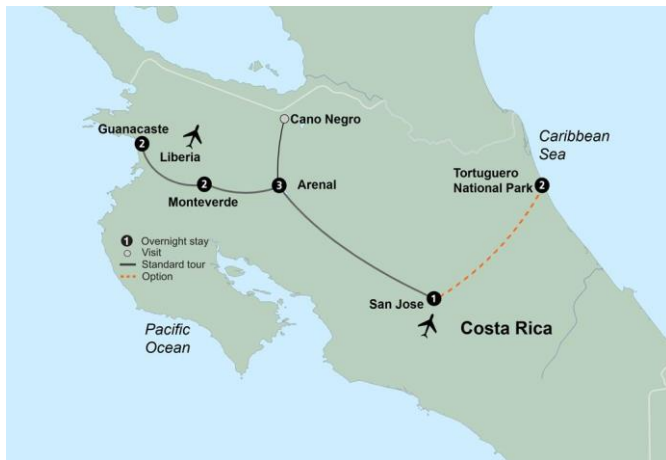 Cano Negro
Guanacaste
2
Liberia
Caribbean
Sea
Tortuguero
National Park
2
2
Monteverde
3
Arenal
1 Overnight stay
Visit
Standard tour
Option
San Jose
1
Costa Rica
Pacific
Ocean